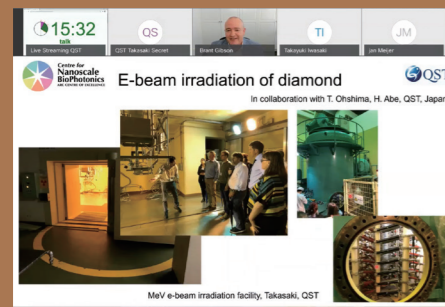 15:32
talk
QS
TI
JM
Live Streaming QST
QST Takasaki Secret
Brent Gibson
Takayuki Iwasaki
jan Meijer
Centre for
Nanoscale
BioPhotonics
ARC CENTRE OF EXCELLENCE
E-beam irradiation of diamond
QST
In collaboration with T. Ohshima, H. Abe, QST, Japan
MeV e-beam irradiation facility, Takasaki, QST